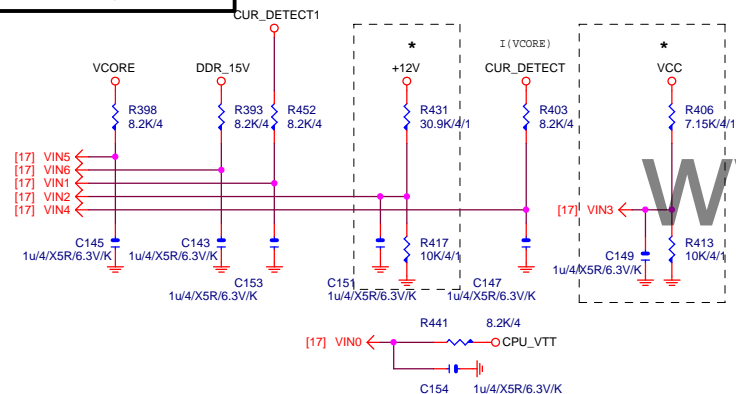 CUR_DETECT1
* I(VCORE) *
VCORE DDR_15V +12V CUR_DETECT VCC
R398 R393 R452 R431 R403 R406
8.2K/4 8.2K/4 8.2K/4 30.9K/4/1 8.2K/4 7.15K/4/1
[17] VIN5
[17] VIN6
[17] VIN1
[17] VIN2
[17] VIN4
[17] VIN3
W
C145 C143 R417 C149 R413
1u/4/X5R/6.3V/K 1u/4/X5R/6.3V/K 10K/4/1 1u/4/X5R/6.3V/K 10K/4/1
C153 C151 C147
1u/4/X5R/6.3V/K 1u/4/X5R/6.3V/K 1u/4/X5R/6.3V/K
R441 8.2K/4
[17] VIN0 CPU_VTT
C154 1u/4/X5R/6.3V/K